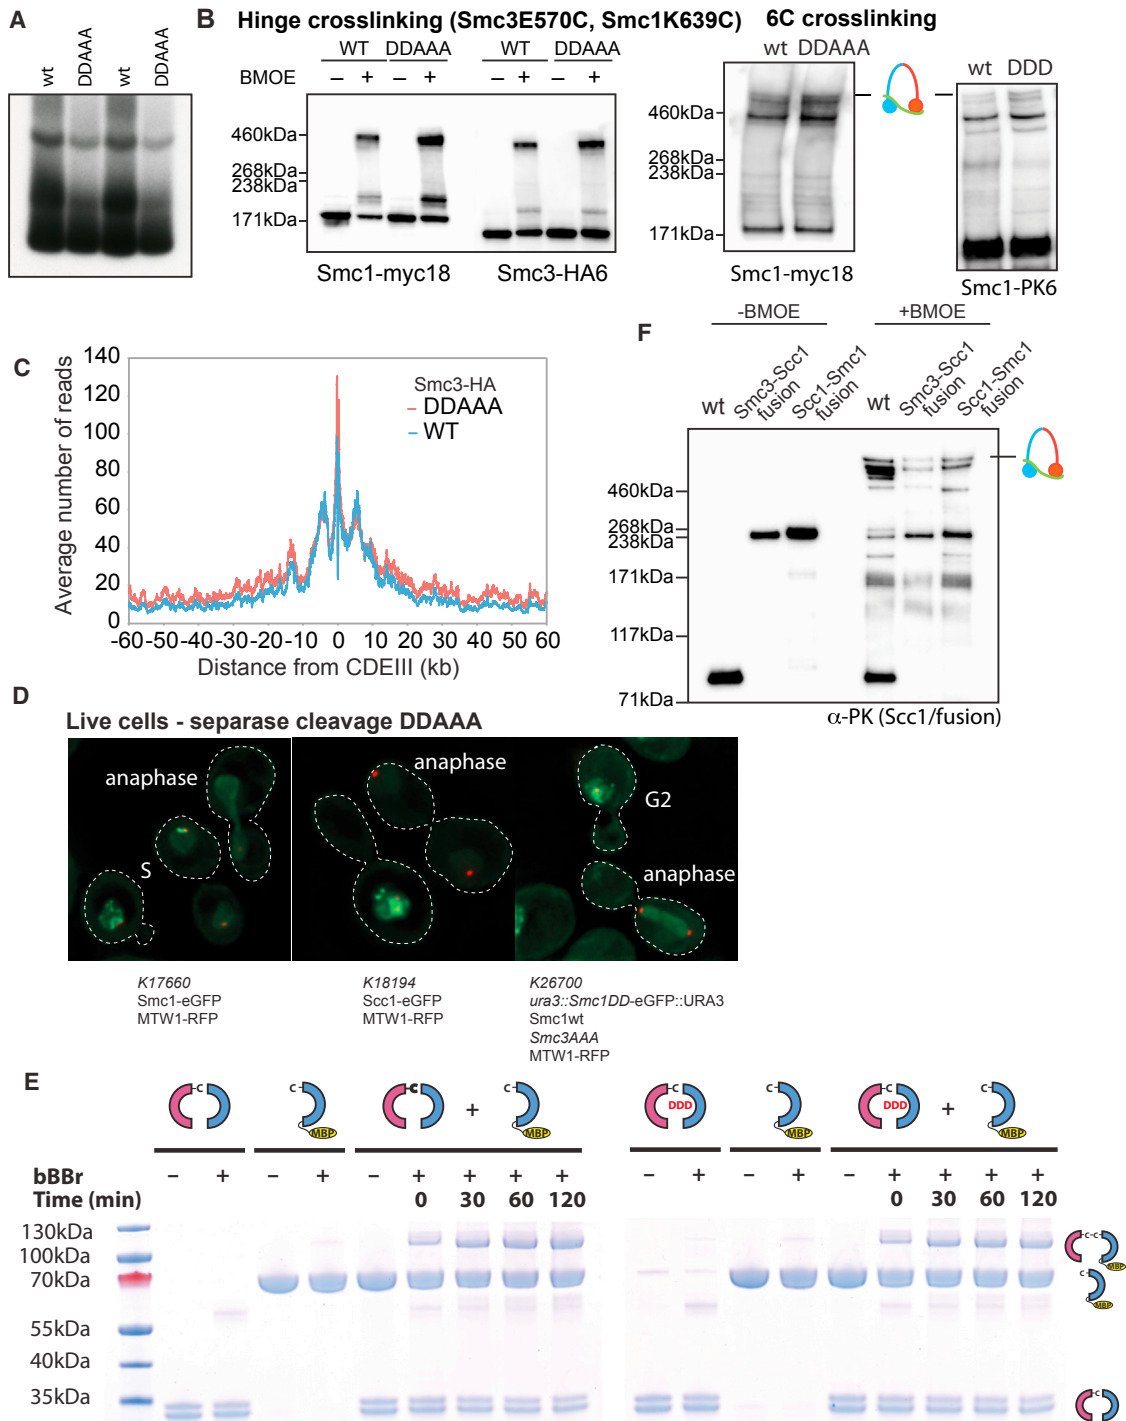 A
wt
DDAAA
wt
DDAAA
B
Hinge crosslinking (Smc3E570C, Smc1K639C)
WT DDAAA WT DDAAA
BMOE – + – + – + – +
460kDa
268kDa
238kDa
171kDa
Smc1-myc18 Smc3-HA6
6C crosslinking
wt DDAAA
460kDa
268kDa
238kDa
171kDa
Smc1-myc18
wt DDD
Smc1-PK6
C
Average number of reads
140
120
100
80
60
40
20
0
Smc3-HA
DDAAA
WT
-60 -50 -40 -30 -20 -10 0 10 20 30 40 50 60
Distance from CDEIII (kb)
F
-BMOE +BMOE
wt
Smc3-Scc1 fusion
Scc1-Smc1 fusion
wt
Smc3-Scc1 fusion
Scc1-Smc1 fusion
460kDa
268kDa
238kDa
171kDa
117kDa
71kDa
α-PK (Scc1/fusion)
D
Live cells - separase cleavage DDAAA
anaphase
S
anaphase
G2
anaphase
K17660
Smc1-eGFP
MTW1-RFP
K18194
Scc1-eGFP
MTW1-RFP
K26700
ura3::Smc1DD-eGFP::URA3
Smc1wt
Smc3AAA
MTW1-RFP
E
-C C- MBP -C + C- MBP
-C DDD C- MBP -C DDD + C- MBP
bBBr – + – + – + + + + – + – + – + + + +
Time (min) 0 30 60 120 0 30 60 120
130kDa
100kDa
70kDa
55kDa
40kDa
35kDa
-C-C- MBP
C- MBP
-C